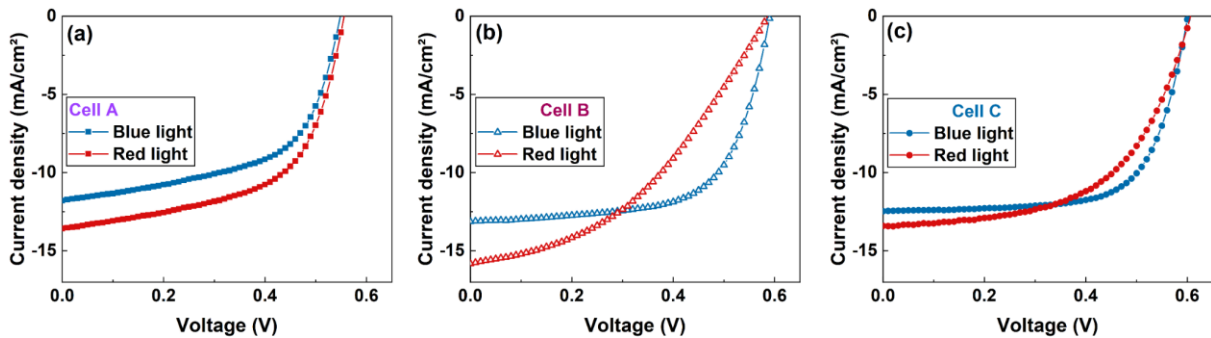 (a)
Cell A
Blue light
Red light
0
-5
-10
-15
0.0 0.2 0.4 0.6
Voltage (V)
Current density (mA/cm²)
(b)
Cell B
Blue light
Red light
0
-5
-10
-15
0.0 0.2 0.4 0.6
Voltage (V)
Current density (mA/cm²)
(c)
Cell C
Blue light
Red light
0
-5
-10
-15
0.0 0.2 0.4 0.6
Voltage (V)
Current density (mA/cm²)